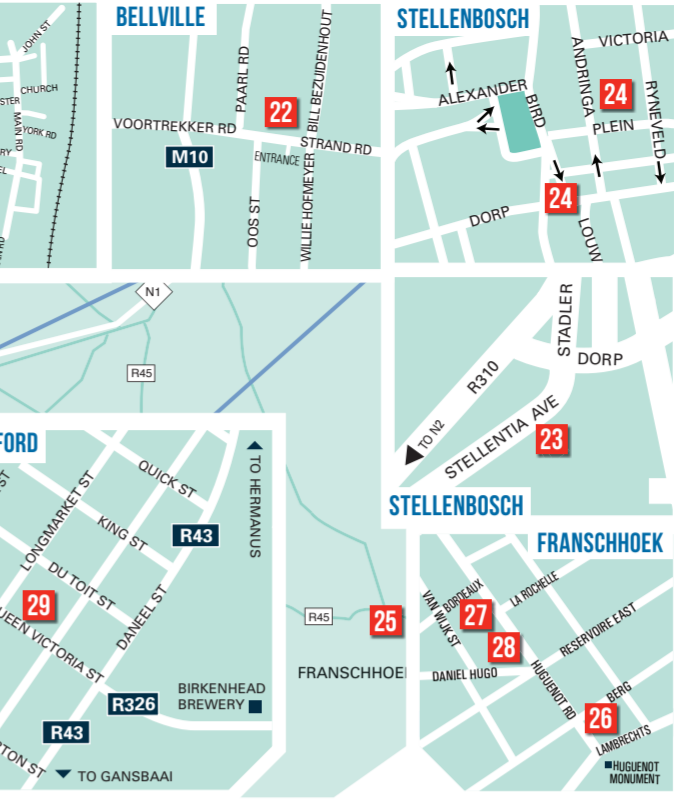 JOHN ST
CHURCH
MAIN RD
YORK RD
BELLVILLE
PAARL RD
BILL BEZUIDENHOUT
22
VOORTREKKER RD
STRAND RD
M10
ENTRANCE
OOS ST
WILLIE HOFMEYER
STELLENBOSCH
VICTORIA
ANDRINGA
24
RYNEVELD
ALEXANDER
BIRD
PLEIN
24
DORP
LOUW
N1
R45
STADLER
DORP
R310
TO N2
STELLENTIA AVE
23
STELLENBOSCH
FORD
QUICK ST
TO HERMANUS
LONGMARKET ST
KING ST
R43
DU TOIT ST
29
DANEEL ST
UEEN VICTORIA ST
R326
BIRKENHEAD
BREWERY
R43
TON ST
TO GANSBAAI
R45
25
FRANSCHHOE
FRANSCHHOEK
VAN WIJK ST
BORDEAUX
LA ROCHELLE
27
28
RESERVOIRE EAST
DANIEL HUGO
HUGUENOT RD
BERG
26
LAMBRECHTS
HUGUENOT
MONUMENT